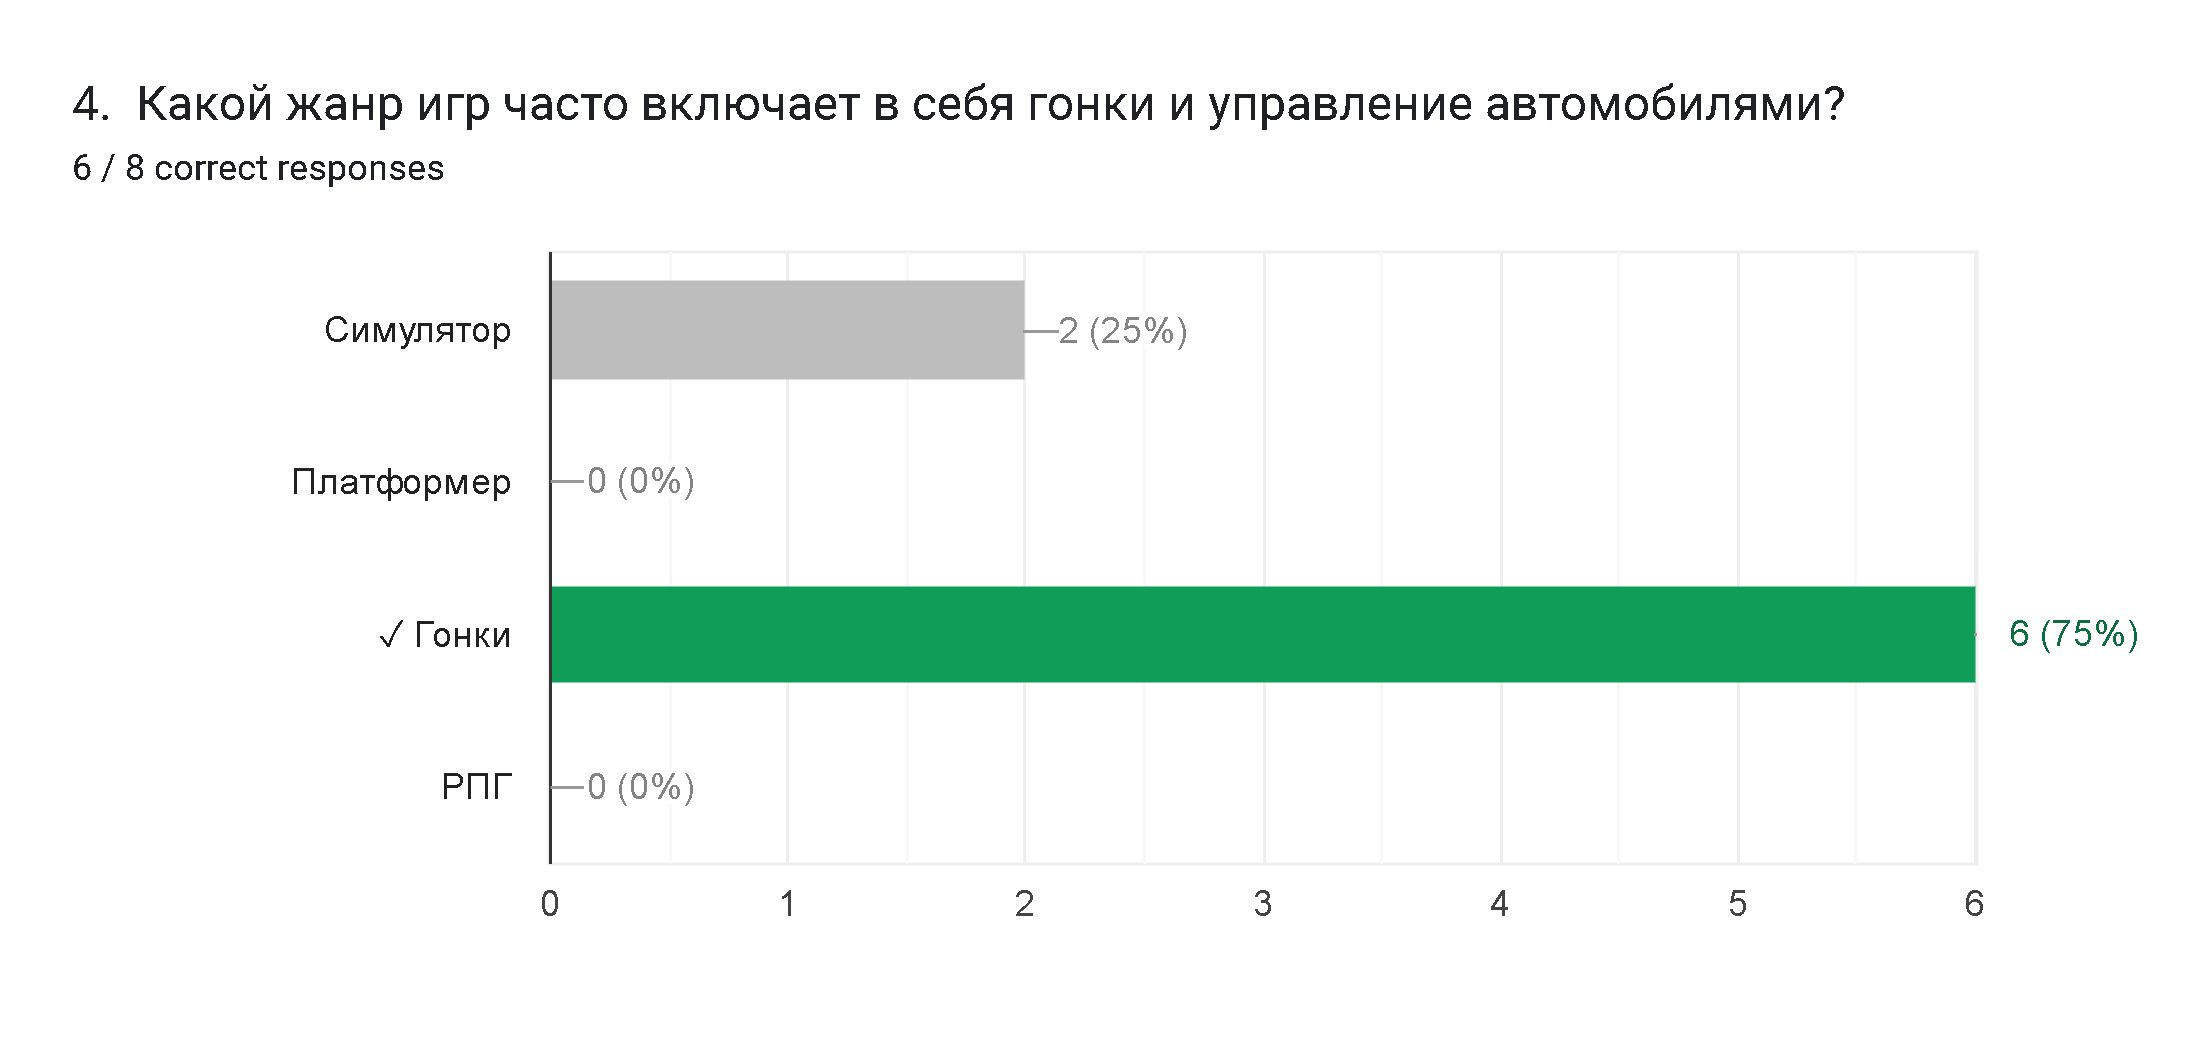 4. Какой жанр игр часто включает в себя гонки и управление автомобилями?
6 / 8 correct responses
Симулятор 2 (25%)
Платформер 0 (0%)
✓ Гонки 6 (75%)
РПГ 0 (0%)
0 1 2 3 4 5 6